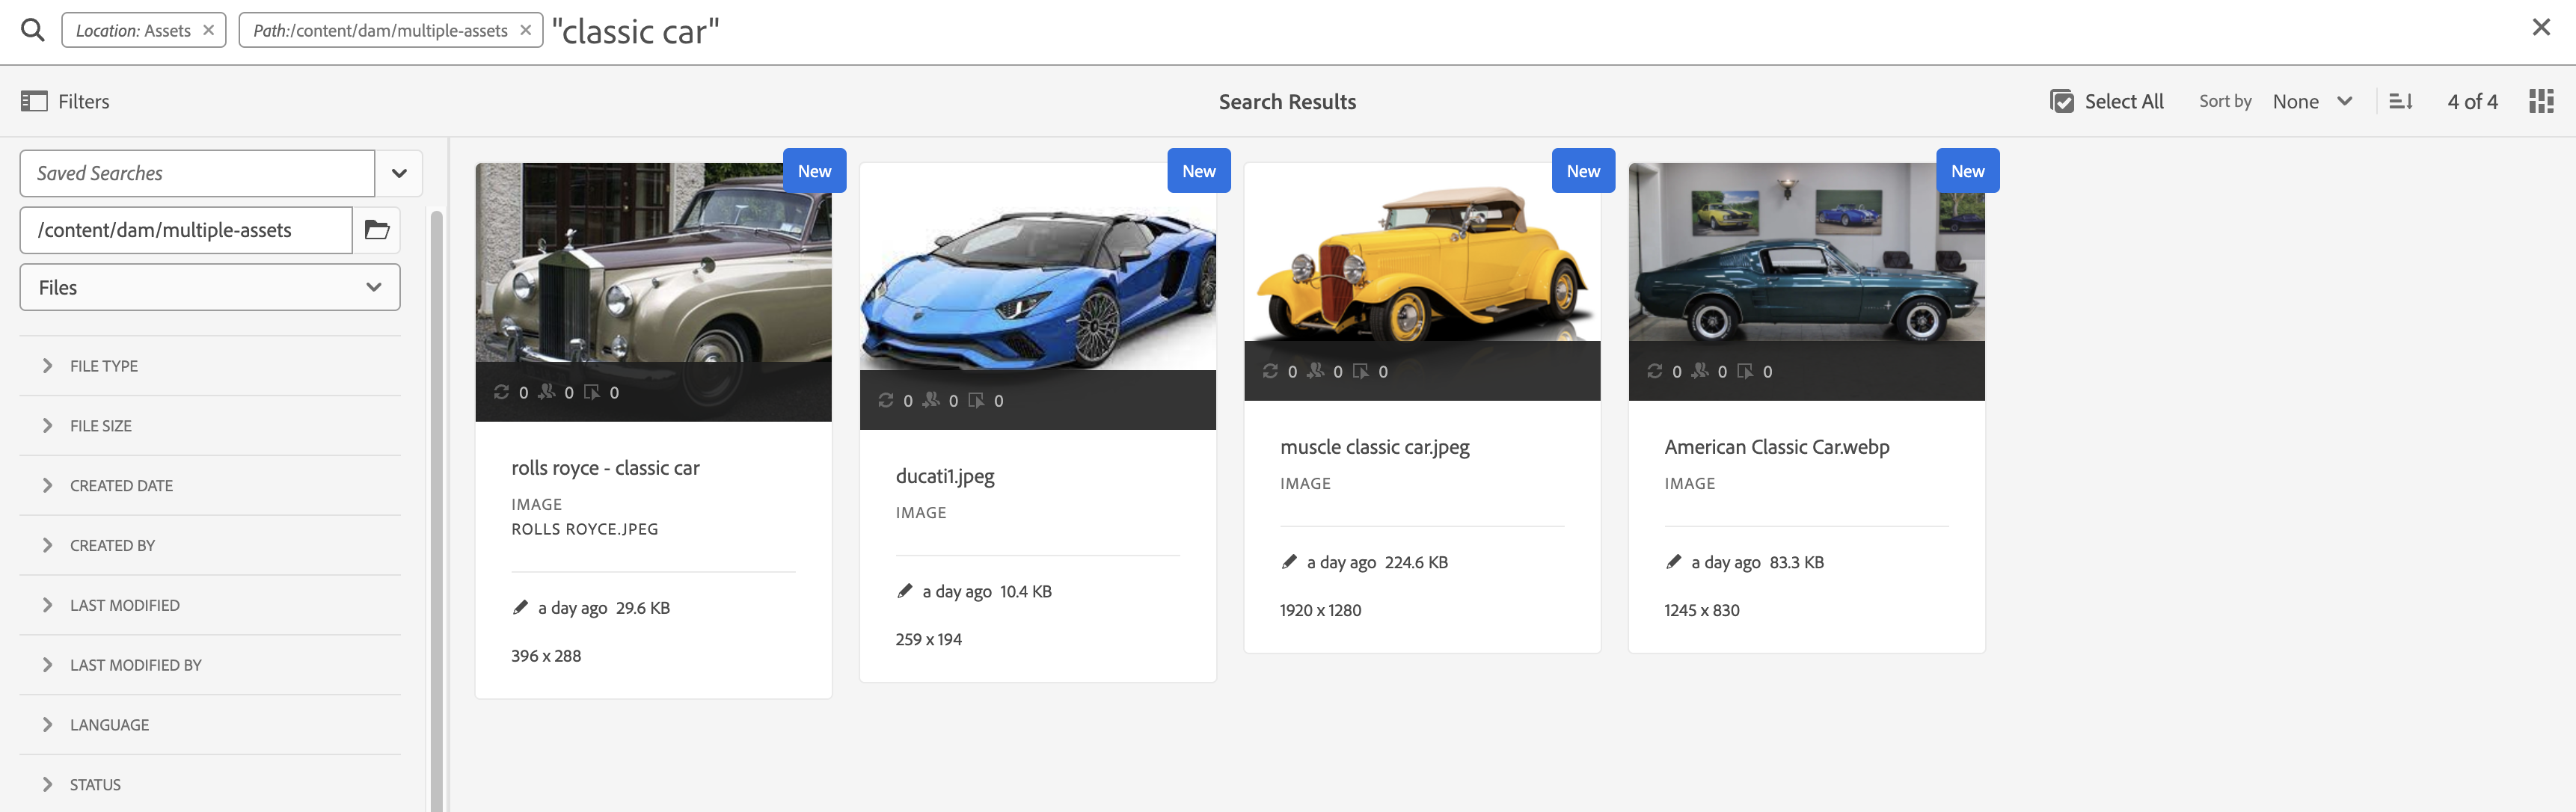 Location: Assets × Path:/content/dam/multiple-assets × "classic car"
Filters
Search Results
Select All Sort by None 4 of 4
Saved Searches
/content/dam/multiple-assets
Files
FILE TYPE
FILE SIZE
CREATED DATE
CREATED BY
LAST MODIFIED
LAST MODIFIED BY
LANGUAGE
STATUS
New
0 0 0
rolls royce - classic car
IMAGE
ROLLS ROYCE.JPEG
a day ago 29.6 KB
396 x 288
New
0 0 0
ducati1.jpeg
IMAGE
a day ago 10.4 KB
259 x 194
New
0 0 0
muscle classic car.jpeg
IMAGE
a day ago 224.6 KB
1920 x 1280
New
0 0 0
American Classic Car.webp
IMAGE
a day ago 83.3 KB
1245 x 830